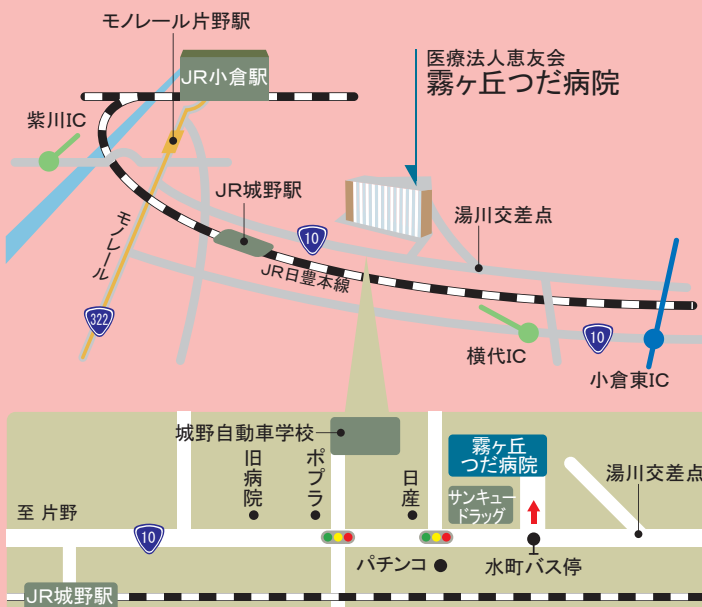 モノレール片野駅
JR小倉駅
医療法人恵友会
霧ヶ丘つだ病院
紫川IC
JR城野駅
湯川交差点
10
モノレール
JR日豊本線
322
10
横代IC
小倉東IC
城野自動車学校
旧病院
ポプラ
日産
霧ヶ丘
つだ病院
湯川交差点
サンキュー
ドラッグ
至 片野
10
パチンコ
水町バス停
JR城野駅